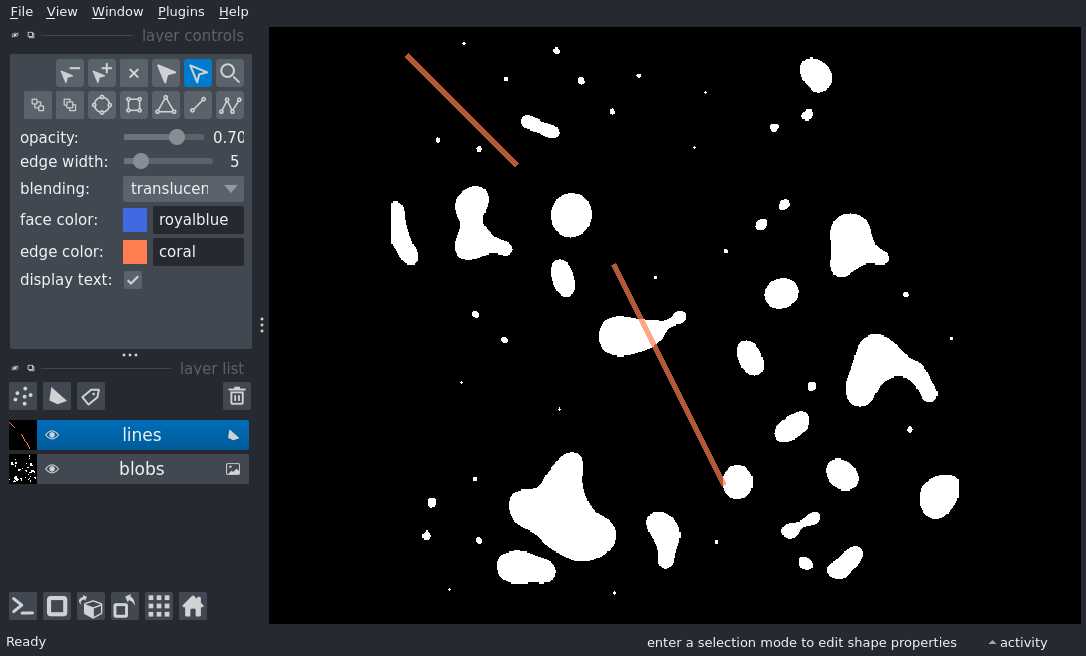 File View Window Plugins Help
layer controls
opacity: 0.70
edge width: 5
blending: translucen
face color: royalblue
edge color: coral
display text:
layer list
lines
blobs
Ready enter a selection mode to edit shape properties activity